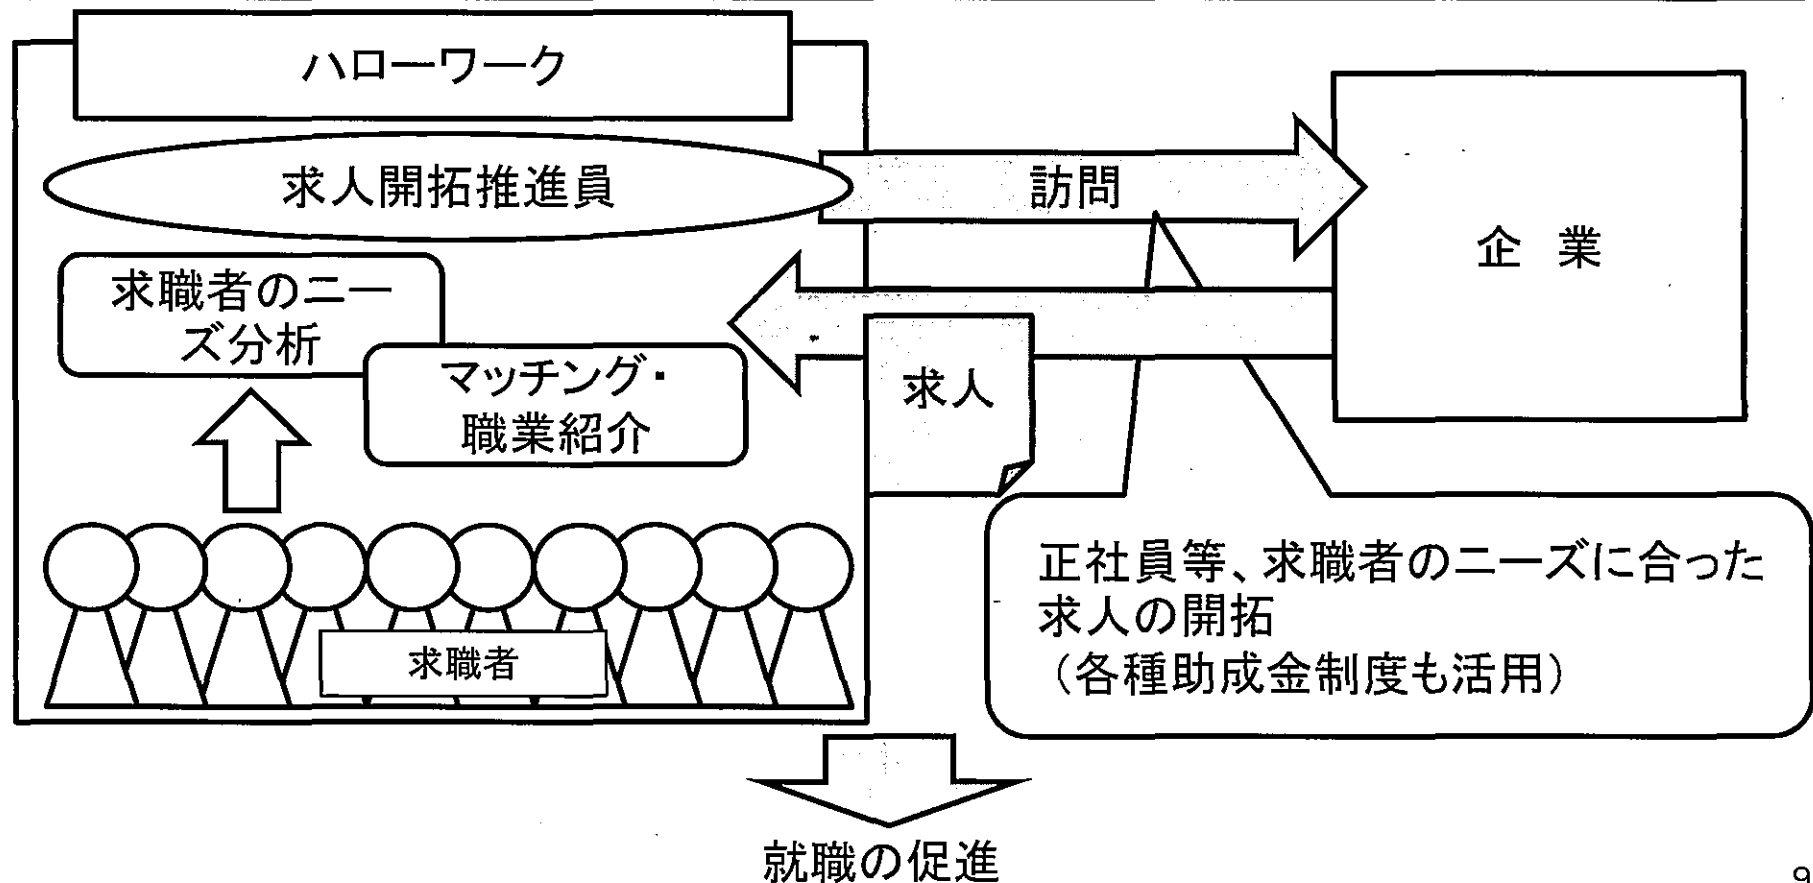 ハローワーク
求人開拓推進員
訪問
企 業
求職者のニー
ズ分析
マッチング・
職業紹介
求人
正社員等、求職者のニーズに合った
求人の開拓
（各種助成金制度も活用）
求職者
就職の促進
9